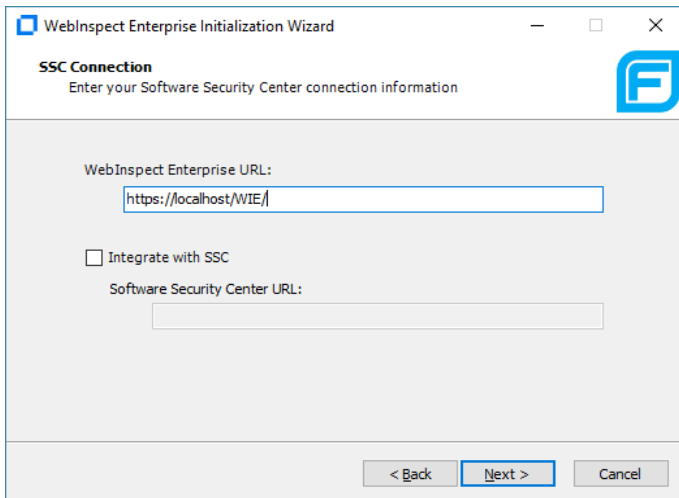 WebInspect Enterprise Initialization Wizard
SSC Connection
Enter your Software Security Center connection information
WebInspect Enterprise URL:
https://localhost/WIE/
Integrate with SSC
Software Security Center URL:
< Back
Next >
Cancel